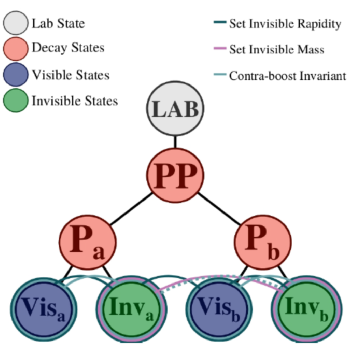 Lab State
Decay States
Visible States
Invisible States
Set Invisible Rapidity
Set Invisible Mass
Contra-boost Invariant
LAB
PP
Pa Pb
Visa Inva Visb Invb